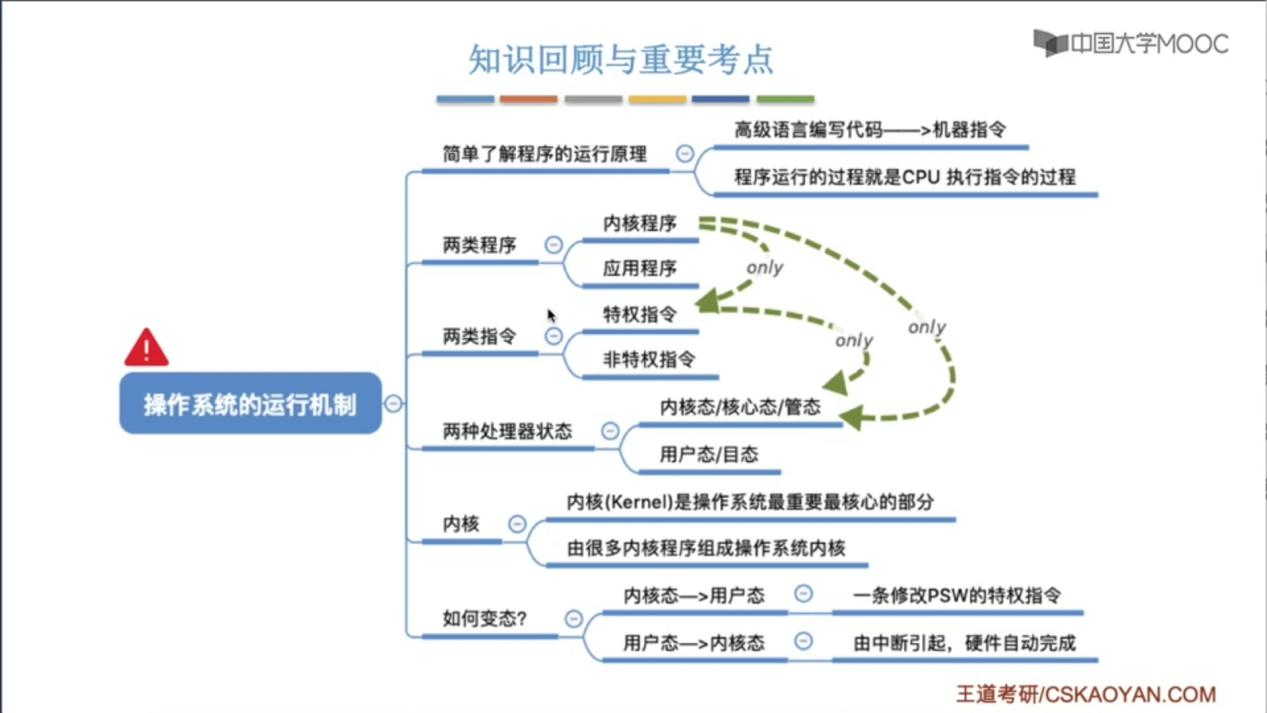 中国大学MOOC
知识回顾与重要考点
高级语言编写代码——>机器指令
简单了解程序的运行原理
程序运行的过程就是CPU 执行指令的过程
内核程序
两类程序
应用程序
only
特权指令
两类指令
only
only
非特权指令
操作系统的运行机制
内核态/核心态/管态
两种处理器状态
用户态/目态
内核(Kernel)是操作系统最重要最核心的部分
内核
由很多内核程序组成操作系统内核
内核态—>用户态
一条修改PSW的特权指令
如何变态?
用户态—>内核态
由中断引起，硬件自动完成
王道考研/CSKAOYAN.COM